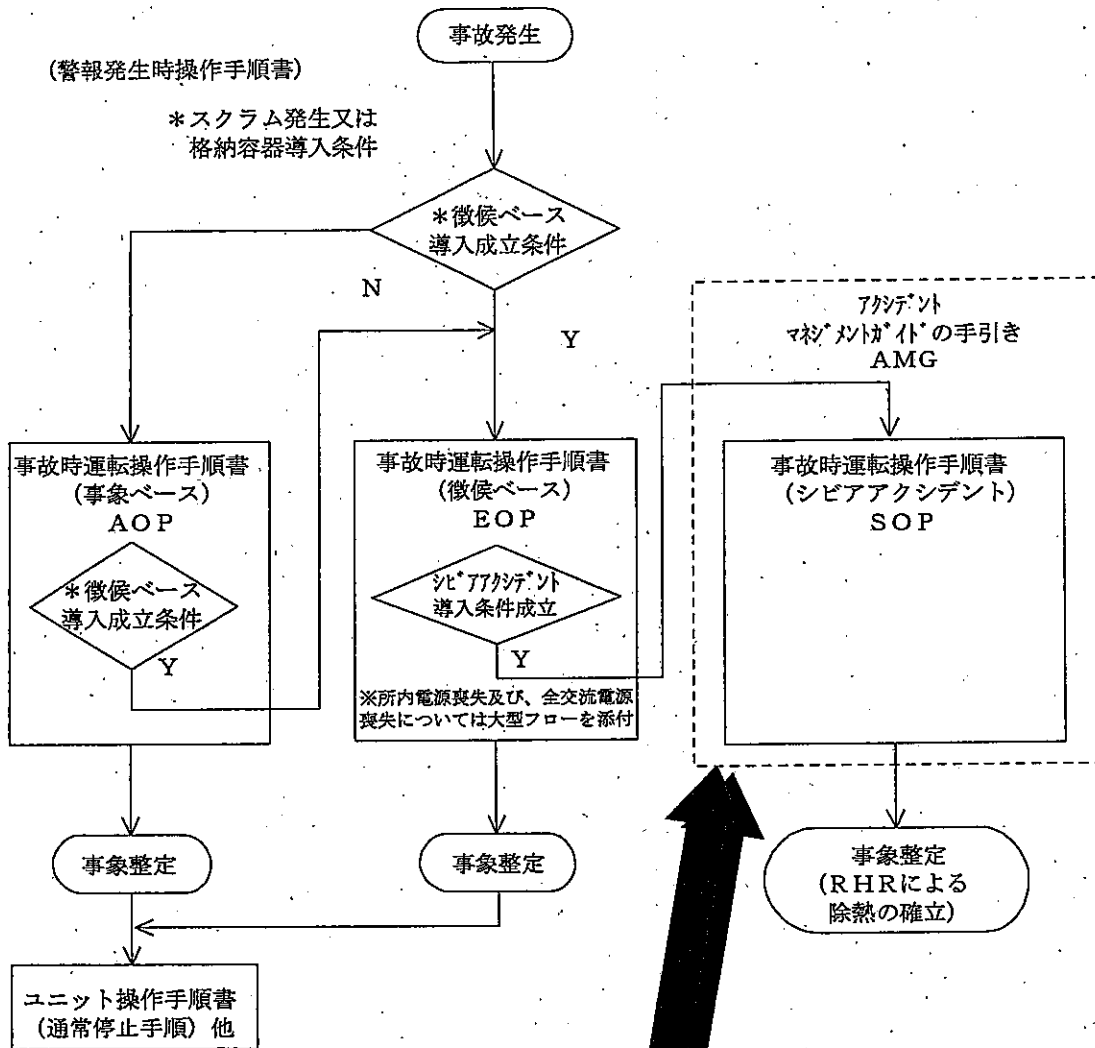 事故発生
(警報発生時操作手順書)
*スクラム発生又は
格納容器導入条件
*徴候ベース
導入成立条件
N
Y
アクシデント
マネジメントガイドの手引き
AMG
事故時運転操作手順書
(事象ベース)
AOP
*徴候ベース
導入成立条件
Y
事故時運転操作手順書
(徴候ベース)
EOP
シビアアクシデント
導入条件成立
Y
※所内電源喪失及び、全交流電源
喪失については大型フローを添付
事故時運転操作手順書
(シビアアクシデント)
SOP
事象整定
事象整定
事象整定
(RHRによる
除熱の確立)
ユニット操作手順書
(通常停止手順)他